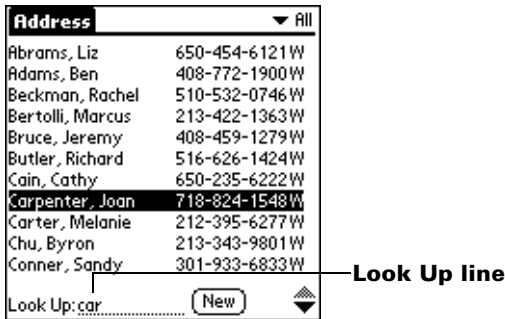 Address All
Abrams, Liz 650-454-6121W
Adams, Ben 408-772-1900W
Beckman, Rachel 510-532-0746W
Bertolli, Marcus 213-422-1363W
Bruce, Jeremy 408-459-1279W
Butler, Richard 516-626-1424W
Cain, Cathy 650-235-6222W
Carpenter, Joan 718-824-1548W
Carter, Melanie 212-395-6277W
Chu, Byron 213-343-9801W
Conner, Sandy 301-933-6833W
Look Up line
Look Up: car New